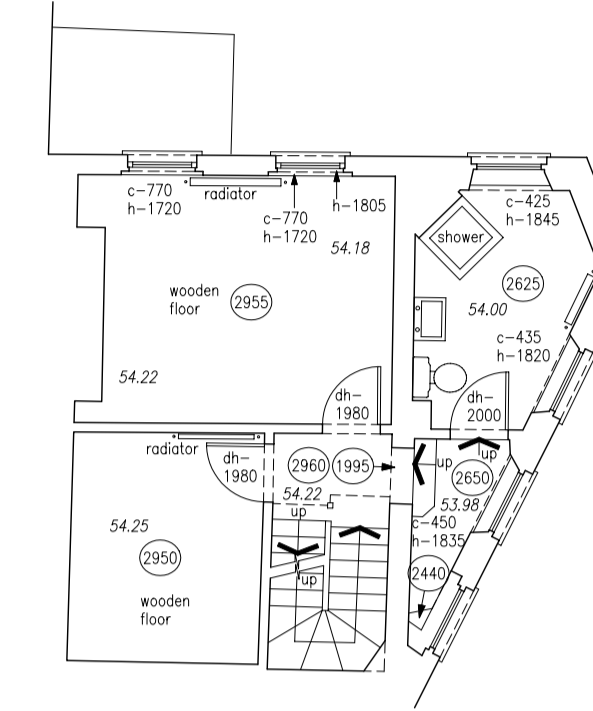 c-770
h-1720
radiator
c-770
h-1720
h-1805
54.18
c-425
h-1845
shower
2625
54.00
wooden
floor
2955
c-435
h-1820
54.22
dh-
1980
dh-
2000
radiator
dh-
1980
2960
1995
up
up
2650
54.22
53.98
up
54.25
c-450
h-1835
2950
up
2440
wooden
floor